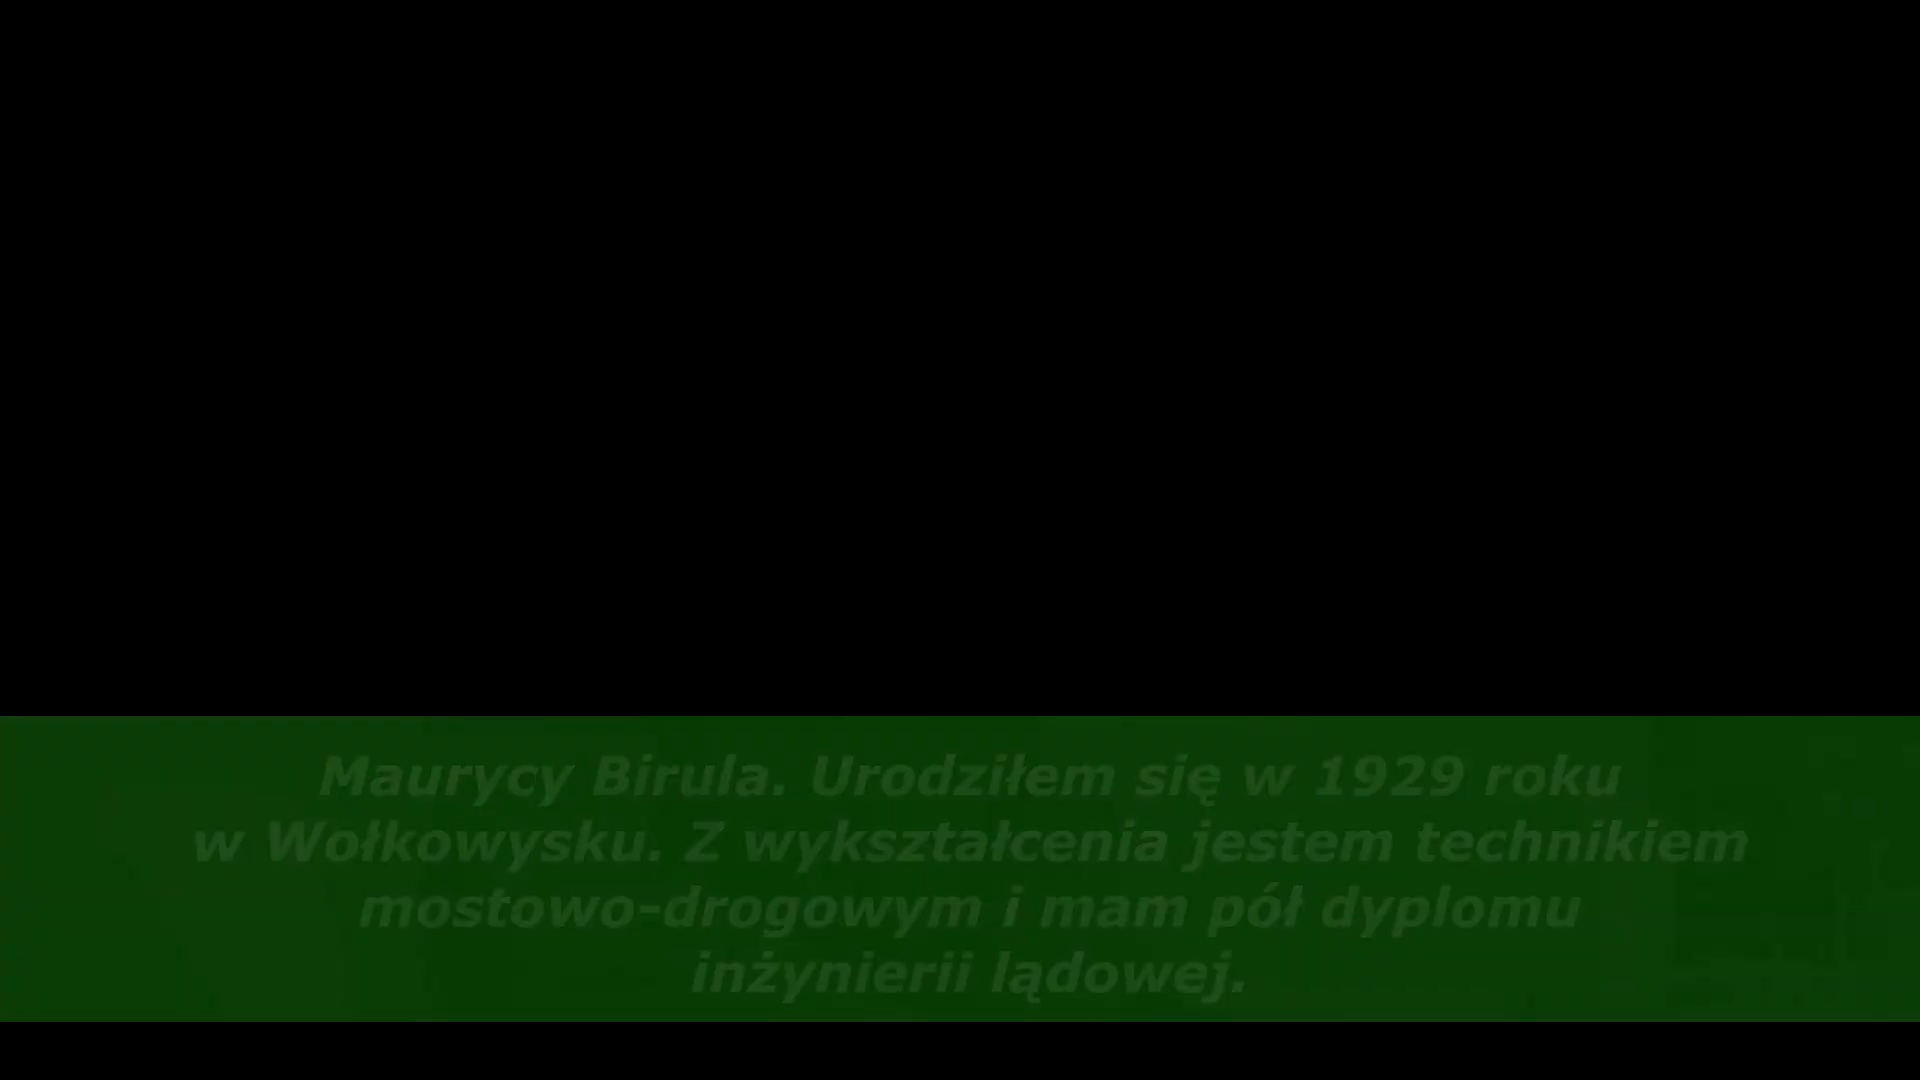 Maurycy Birula. Urodziłem się w 1929 roku
w Wołkowysku. Z wykształcenia jestem technikiem
mostowo-drogowym i mam pół dyplomu
inżynierii lądowej.